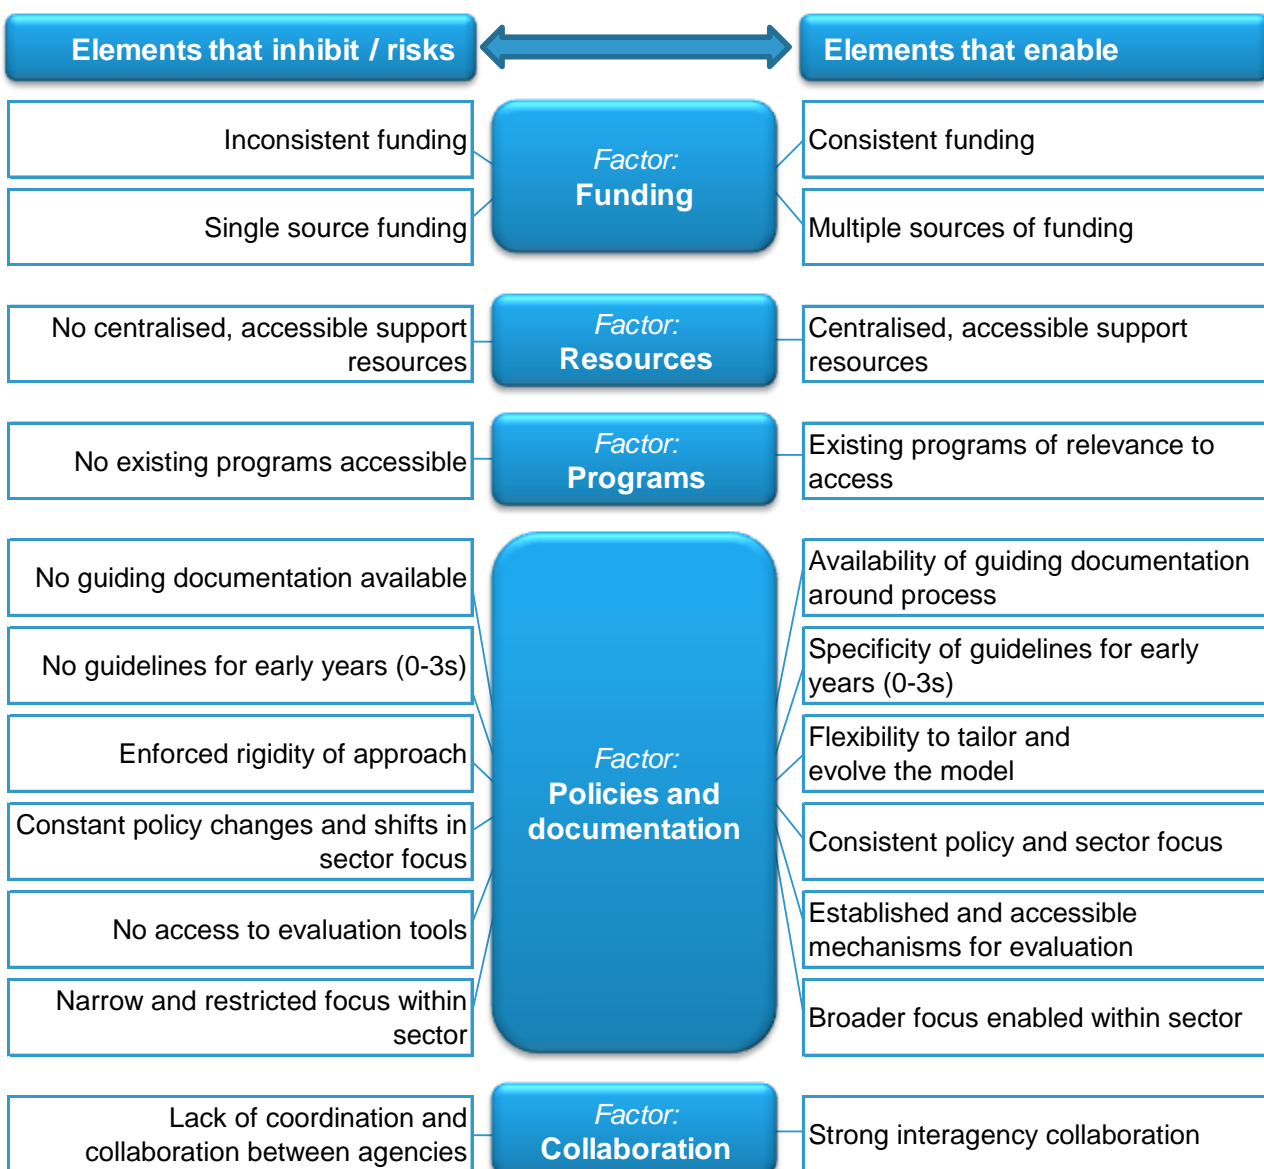 Elements that inhibit / risks
Elements that enable
Inconsistent funding
Single source funding
Factor:
Funding
Consistent funding
Multiple sources of funding
No centralised, accessible support
resources
Factor:
Resources
Centralised, accessible support
resources
No existing programs accessible
Factor:
Programs
Existing programs of relevance to
access
No guiding documentation available
No guidelines for early years (0-3s)
Enforced rigidity of approach
Constant policy changes and shifts in
sector focus
No access to evaluation tools
Narrow and restricted focus within
sector
Factor:
Policies and
documentation
Availability of guiding documentation
around process
Specificity of guidelines for early
years (0-3s)
Flexibility to tailor and
evolve the model
Consistent policy and sector focus
Established and accessible
mechanisms for evaluation
Broader focus enabled within sector
Lack of coordination and
collaboration between agencies
Factor:
Collaboration
Strong interagency collaboration